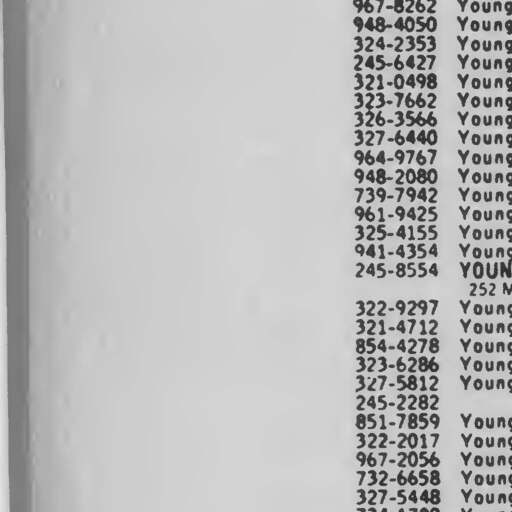 967-8262 Young
948-4050 Young
324-2353 Young
245-6427 Young
321-0498 Young
323-7662 Young
326-3566 Young
327-6440 Young
964-9767 Young
948-2080 Young
739-7942 Young
961-9425 Young
325-4155 Young
941-4354 Young
245-8554 YOUN
252 M
322-9297 Young
321-4712 Young
854-4278 Young
323-6286 Young
327-5812 Young
245-2282
851-7859 Young
322-2017 Young
967-2056 Young
732-6658 Young
327-5448 Young